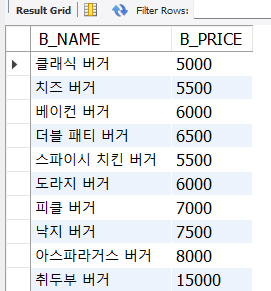 Result Grid Filter Rows:
B_NAME B_PRICE
클래식 버거 5000
치즈 버거 5500
베이컨 버거 6000
더블 패티 버거 6500
스파이시 치킨 버거 5500
도라지 버거 6000
피클 버거 7000
낙지 버거 7500
아스파라거스 버거 8000
취두부 버거 15000